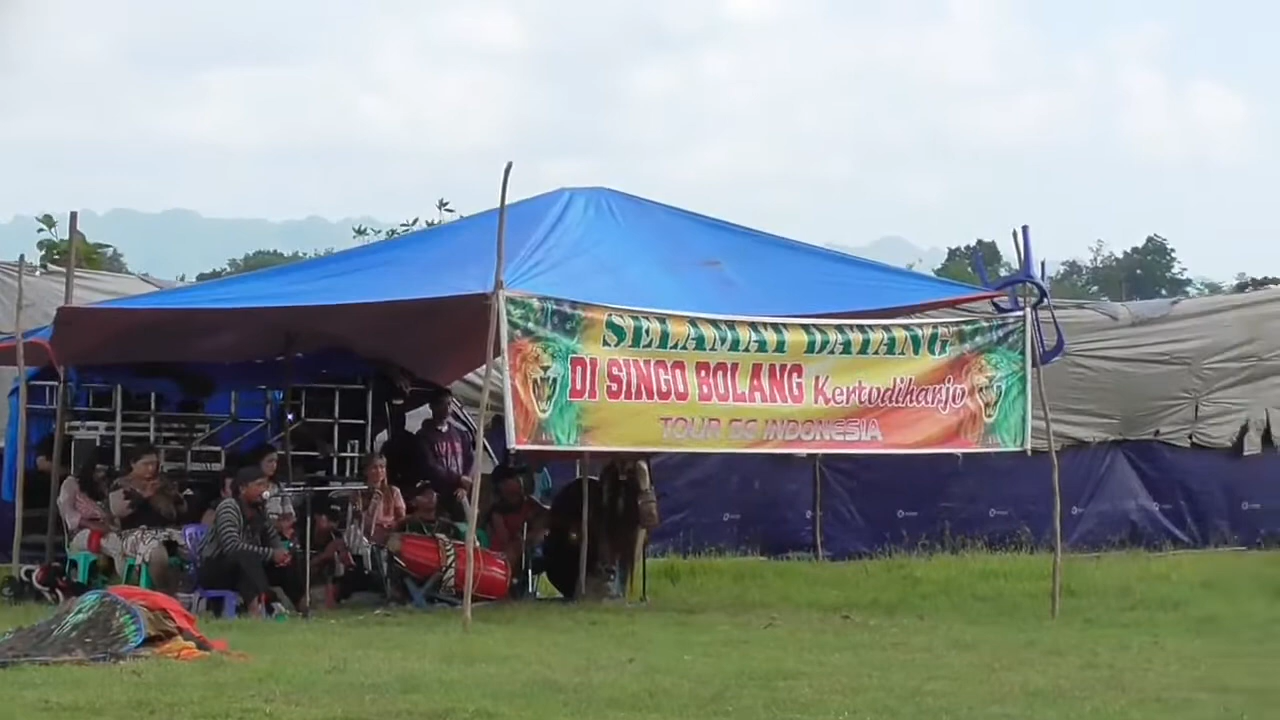 SELAMAT DATANG
DI SINGO BOLANG Kertodiharjo
TOUR SC INDONESIA